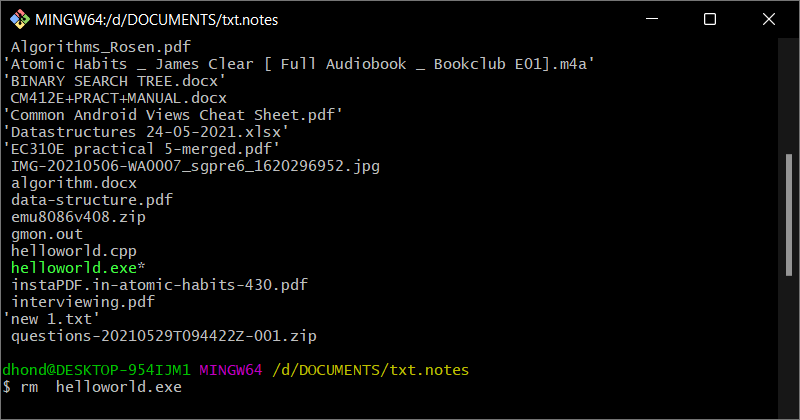 MINGW64:/d/DOCUMENTS/txt.notes
Algorithms_Rosen.pdf
'Atomic Habits _ James Clear [ Full Audiobook _ Bookclub E01].m4a'
'BINARY SEARCH TREE.docx'
CM412E+PRACT+MANUAL.docx
'Common Android Views Cheat Sheet.pdf'
'Datastructures 24-05-2021.xlsx'
'EC310E practical 5-merged.pdf'
IMG-20210506-WA0007_sgpre6_1620296952.jpg
algorithm.docx
data-structure.pdf
emu8086v408.zip
gmon.out
helloworld.cpp
helloworld.exe*
instaPDF.in-atomic-habits-430.pdf
interviewing.pdf
'new 1.txt'
questions-20210529T094422Z-001.zip
dhond@DESKTOP-954IJM1 MINGW64 /d/DOCUMENTS/txt.notes
$ rm  helloworld.exe